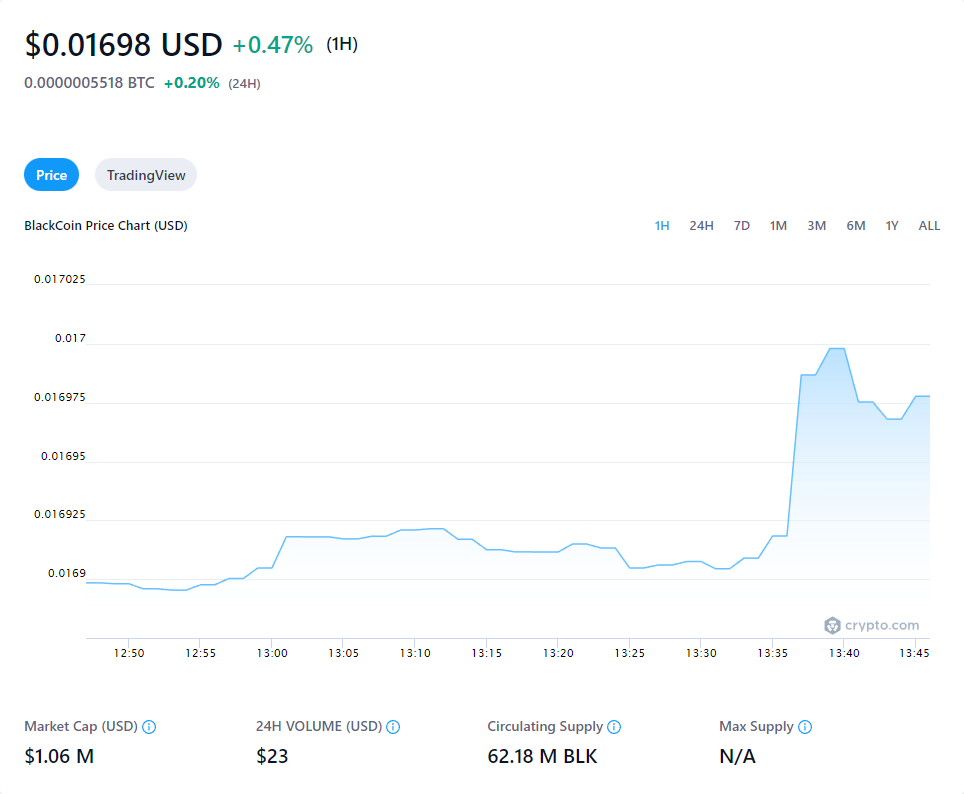 $0.01698 USD +0.47% (1H)
0.0000005518 BTC +0.20% (24H)
Price TradingView
BlackCoin Price Chart (USD) 1H 24H 7D 1M 3M 6M 1Y ALL
0.017025
0.017
0.016975
0.01695
0.016925
0.0169
crypto.com
12:50 12:55 13:00 13:05 13:10 13:15 13:20 13:25 13:30 13:35 13:40 13:45
Market Cap (USD) 24H VOLUME (USD) Circulating Supply Max Supply
$1.06 M $23 62.18 M BLK N/A